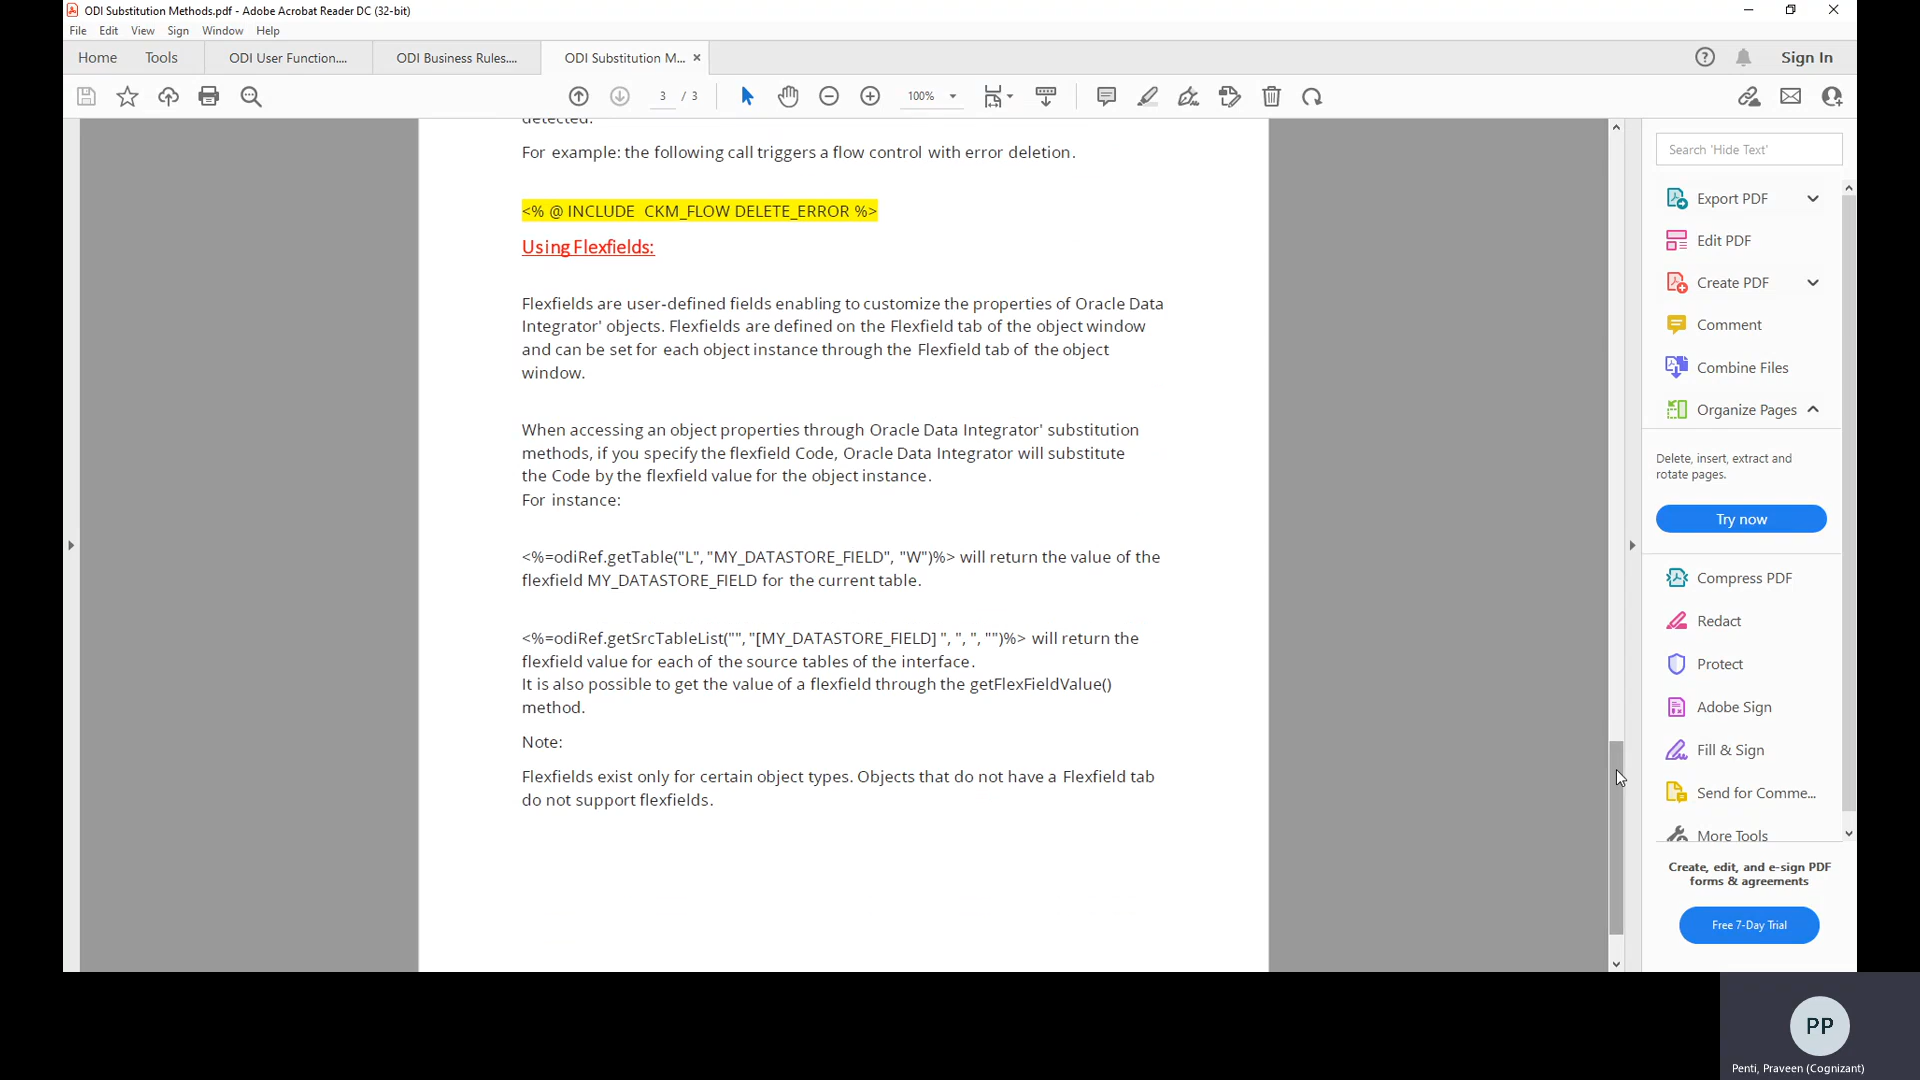 ODI Substitution Methods.pdf - Adobe Acrobat Reader DC (32-bit)
File Edit View Sign Window Help
Home Tools ODI User Function.... ODI Business Rules.... ODI Substitution M... × Sign In
3 / 3 100%
detected.
For example: the following call triggers a flow control with error deletion.
<% @ INCLUDE CKM_FLOW DELETE_ERROR %>
Using Flexfields:
Flexfields are user-defined fields enabling to customize the properties of Oracle Data
Integrator' objects. Flexfields are defined on the Flexfield tab of the object window
and can be set for each object instance through the Flexfield tab of the object
window.
When accessing an object properties through Oracle Data Integrator' substitution
methods, if you specify the flexfield Code, Oracle Data Integrator will substitute
the Code by the flexfield value for the object instance.
For instance:
<%=odiRef.getTable("L", "MY_DATASTORE_FIELD", "W")%> will return the value of the
flexfield MY_DATASTORE_FIELD for the current table.
<%=odiRef.getSrcTableList("", "[MY_DATASTORE_FIELD] ", ", ", "")%> will return the
flexfield value for each of the source tables of the interface.
It is also possible to get the value of a flexfield through the getFlexFieldValue()
method.
Note:
Flexfields exist only for certain object types. Objects that do not have a Flexfield tab
do not support flexfields.
Search 'Hide Text'
Export PDF
Edit PDF
Create PDF
Comment
Combine Files
Organize Pages
Delete, insert, extract and
rotate pages.
Try now
Compress PDF
Redact
Protect
Adobe Sign
Fill & Sign
Send for Comme...
More Tools
Create, edit, and e-sign PDF
forms & agreements
Free 7-Day Trial
PP
Penti, Praveen (Cognizant)